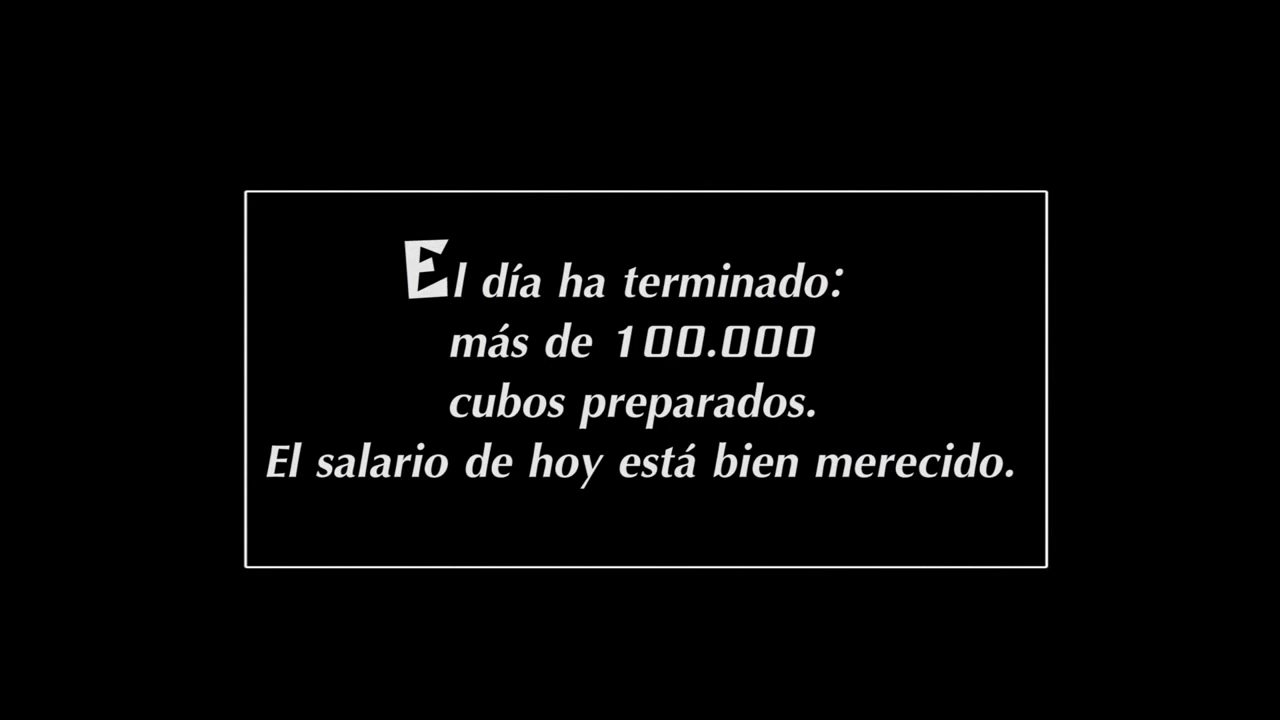 El día ha terminado:
más de 100.000
cubos preparados.
El salario de hoy está bien merecido.